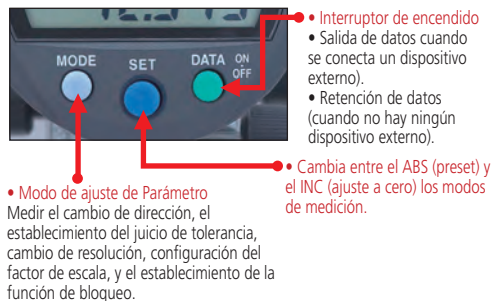 MODE
SET
DATA ON
OFF
• Interruptor de encendido
• Salida de datos cuando
se conecta un dispositivo
externo).
• Retención de datos
(cuando no hay ningún
dispositivo externo).
• Cambia entre el ABS (preset) y
el INC (ajuste a cero) los modos
de medición.
• Modo de ajuste de Parámetro
Medir el cambio de dirección, el
establecimiento del juicio de tolerancia,
cambio de resolución, configuración del
factor de escala, y el establecimiento de la
función de bloqueo.